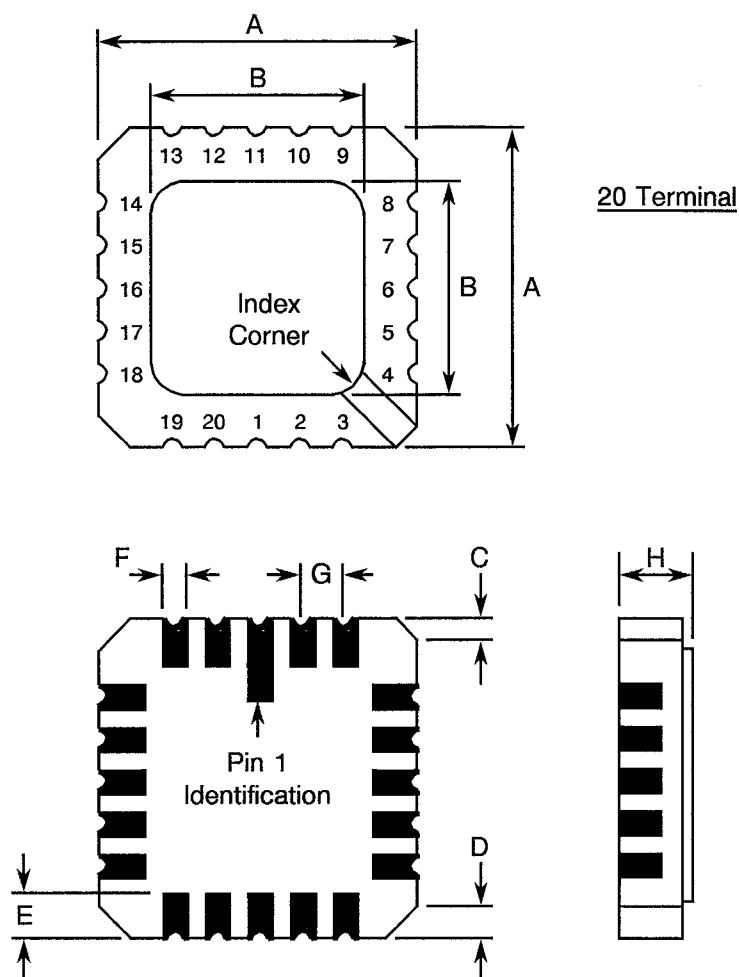 A
B
13 12 11 10 9
20 Terminal
14 8
15 7
16 6
17 5
18 4
B
A
Index
Corner
19 20 1 2 3
F
G
C
H
Pin 1
Identification
D
E